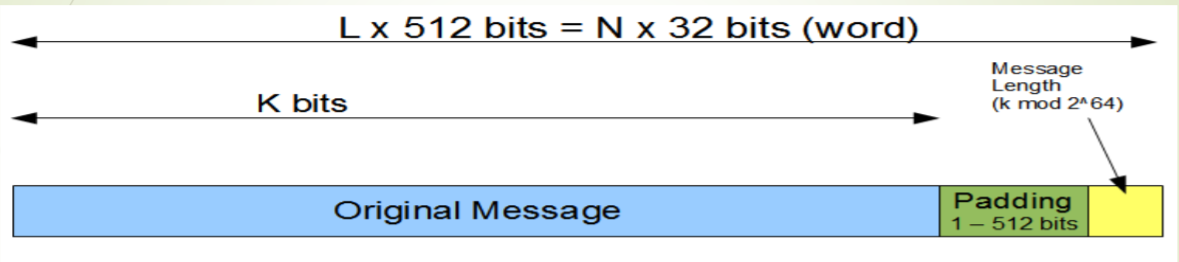 L x 512 bits = N x 32 bits (word)
Message
Length
(k mod 2^64)
K bits
Original Message
Padding
1 – 512 bits